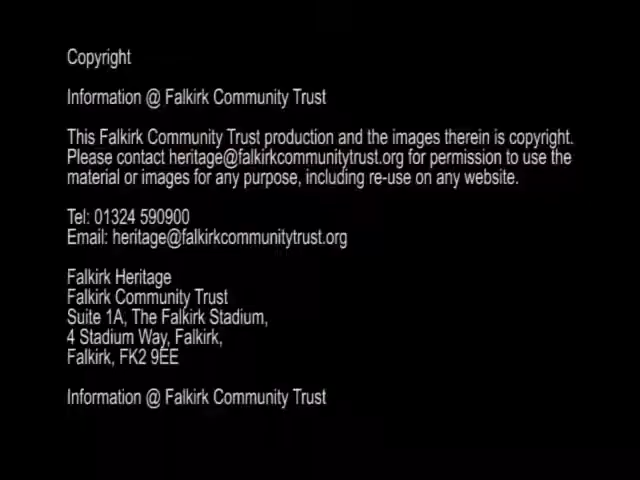 Copyright
Information @ Falkirk Community Trust
This Falkirk Community Trust production and the images therein is copyright.
Please contact heritage@falkirkcommunitytrust.org for permission to use the
material or images for any purpose, including re-use on any website.
Tel: 01324 590900
Email: heritage@falkirkcommunitytrust.org
Falkirk Heritage
Falkirk Community Trust
Suite 1A, The Falkirk Stadium,
4 Stadium Way, Falkirk,
Falkirk, FK2 9EE
Information @ Falkirk Community Trust